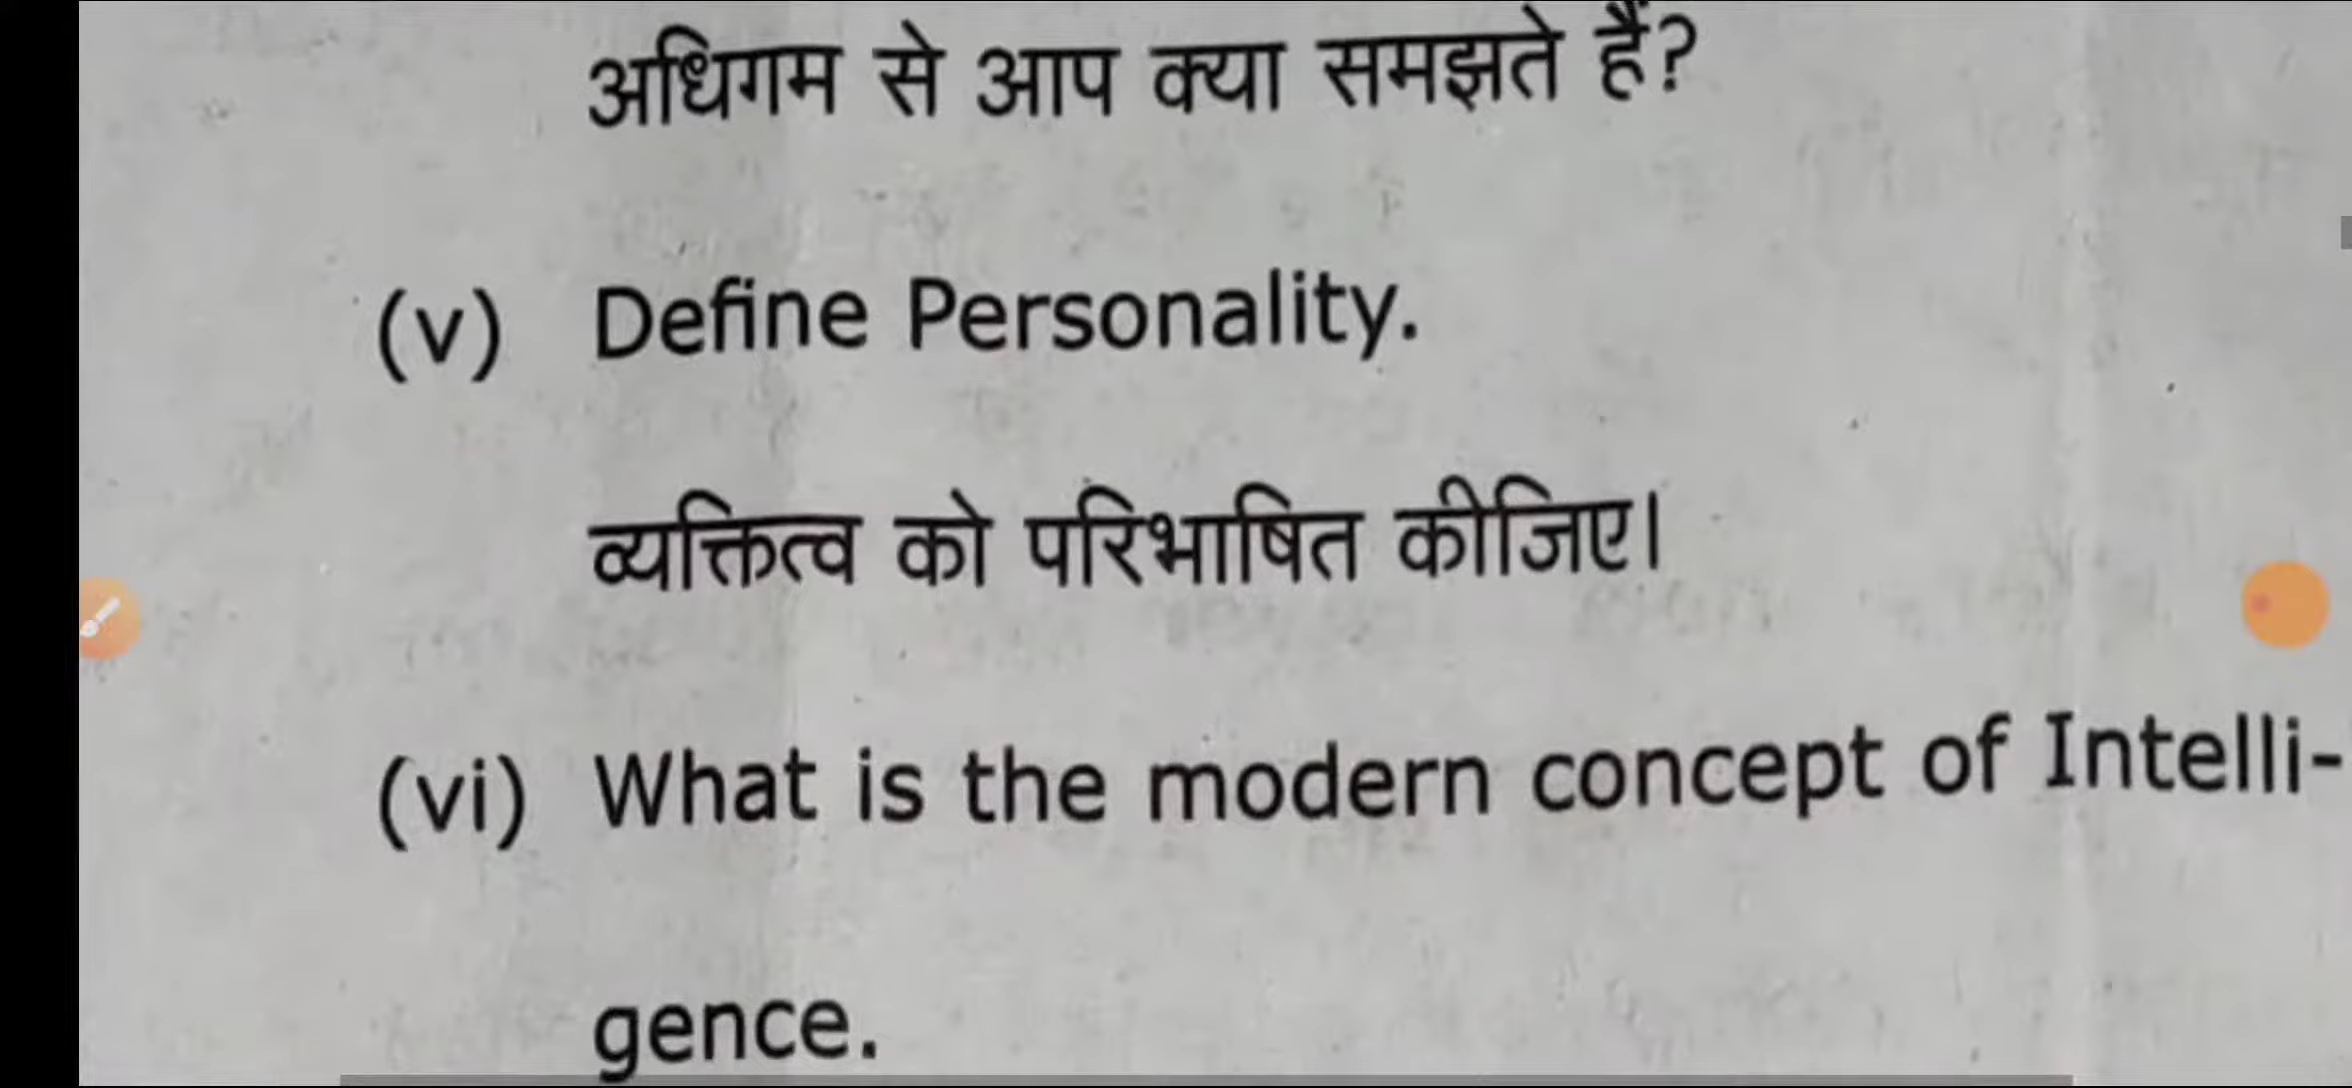 अधिगम से आप क्या समझते हैं?
(v) Define Personality.
व्यक्तित्व को परिभाषित कीजिए।
(vi) What is the modern concept of Intelli-
gence.